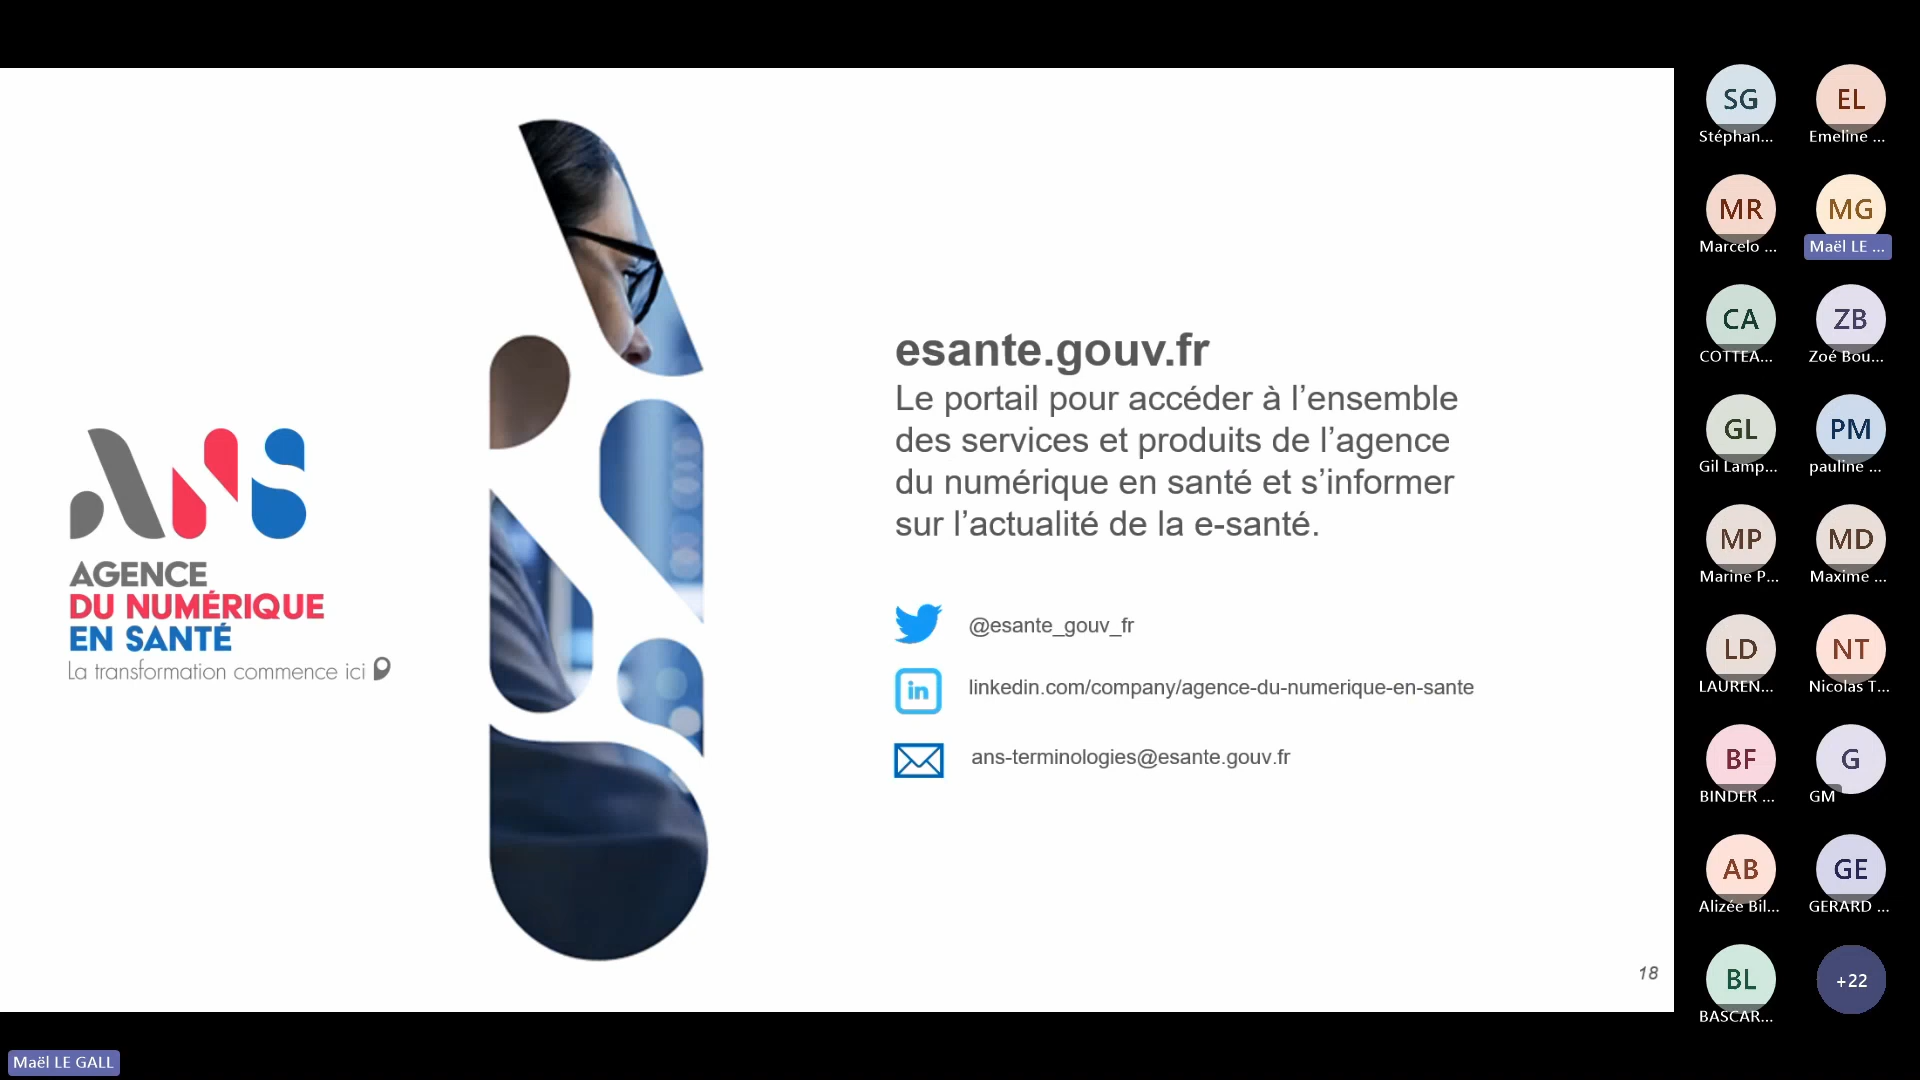 ANS
AGENCE
DU NUMÉRIQUE
EN SANTÉ
La transformation commence ici
esante.gouv.fr
Le portail pour accéder à l’ensemble
des services et produits de l’agence
du numérique en santé et s’informer
sur l’actualité de la e-santé.
@esante_gouv_fr
in
linkedin.com/company/agence-du-numerique-en-sante
ans-terminologies@esante.gouv.fr
18
SG
Stéphan...
EL
Emeline ...
MR
Marcelo ...
MG
Maël LE ...
CA
COTTEA...
ZB
Zoé Bou...
GL
Gil Lamp...
PM
pauline ...
MP
Marine P...
MD
Maxime ...
LD
LAUREN...
NT
Nicolas T...
BF
BINDER ...
G
GM
AB
Alizée Bil...
GE
GERARD ...
BL
BASCAR...
+22
Maël LE GALL